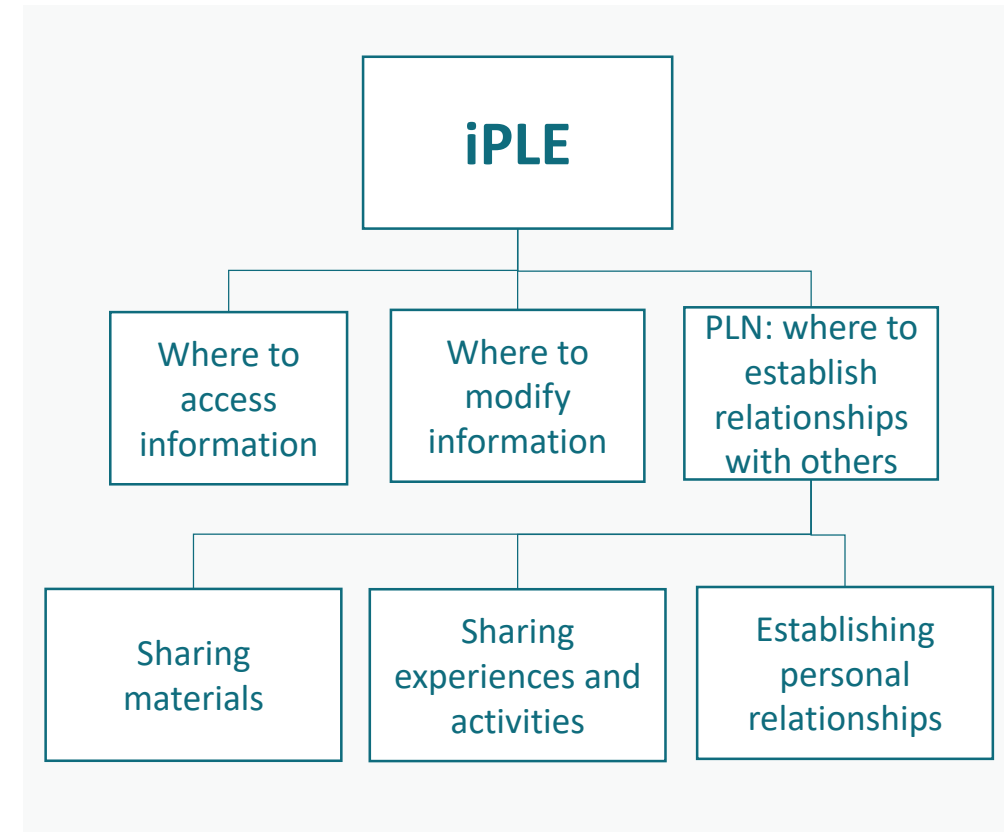 iPLE
Where to
access
information
Where to
modify
information
PLN: where to
establish
relationships
with others
Sharing
materials
Sharing
experiences and
activities
Establishing
personal
relationships